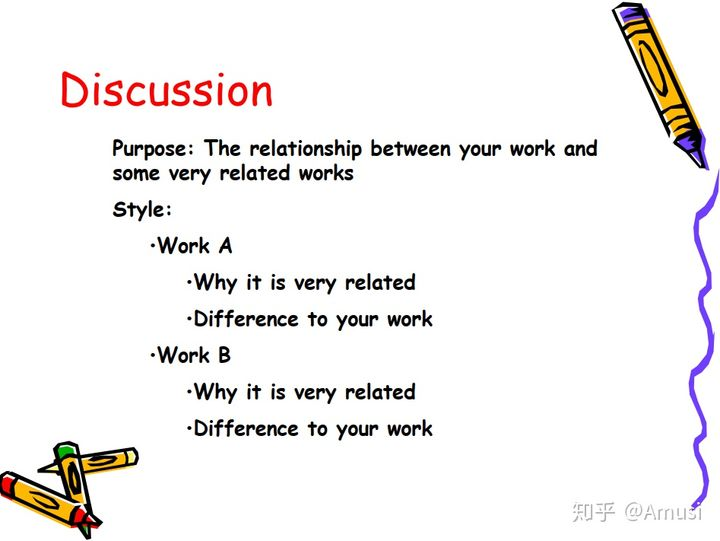 Discussion
Purpose: The relationship between your work and
some very related works
Style:
•Work A
•Why it is very related
•Difference to your work
•Work B
•Why it is very related
•Difference to your work
知乎 @Amusi